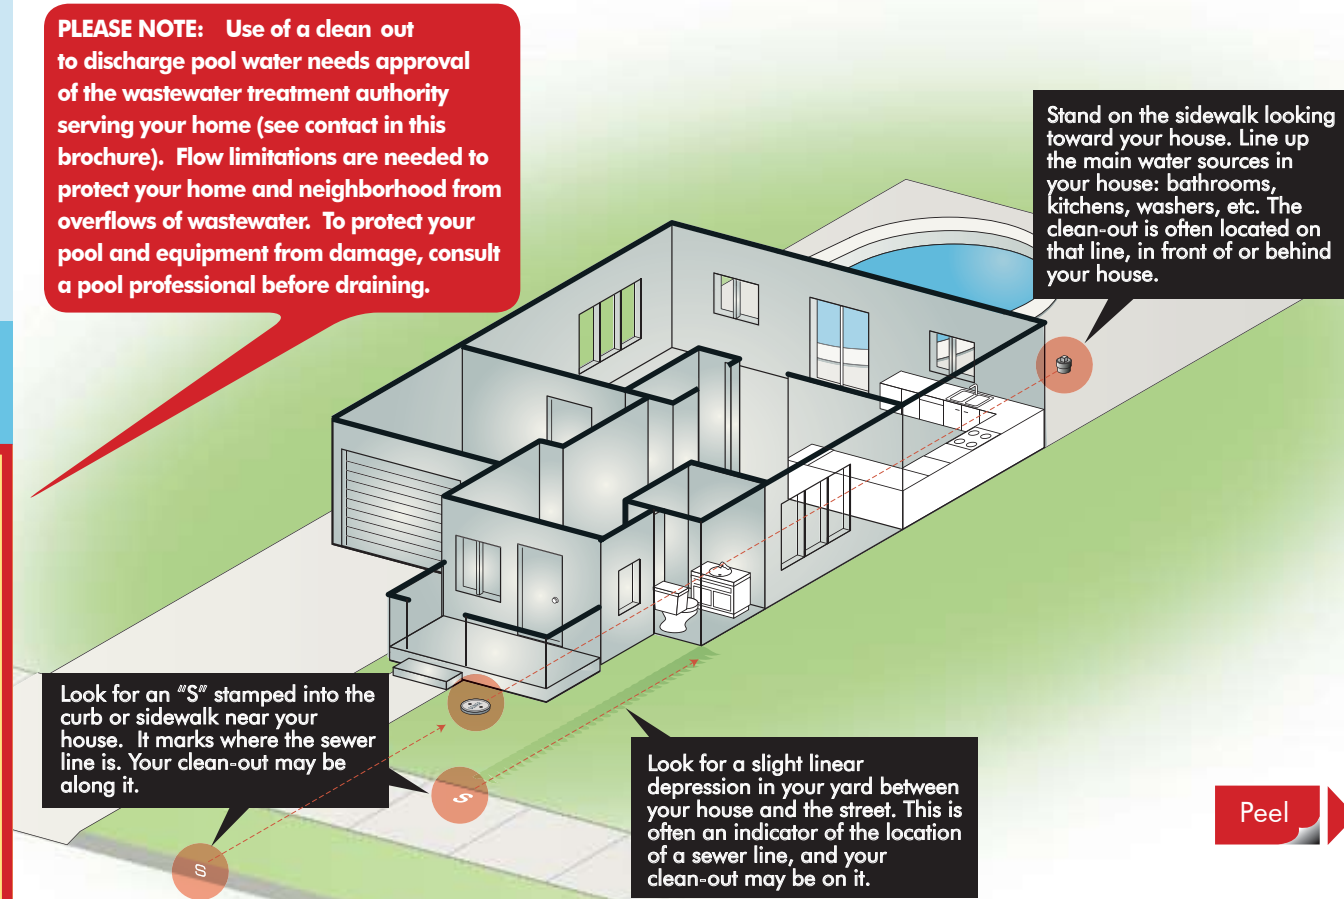 PLEASE NOTE: Use of a clean out
to discharge pool water needs approval
of the wastewater treatment authority
serving your home (see contact in this
brochure). Flow limitations are needed to
protect your home and neighborhood from
overflows of wastewater. To protect your
pool and equipment from damage, consult
a pool professional before draining.
Stand on the sidewalk looking
toward your house. Line up
the main water sources in
your house: bathrooms,
kitchens, washers, etc. The
clean-out is often located on
that line, in front of or behind
your house.
Look for an "S" stamped into the
curb or sidewalk near your
house. It marks where the sewer
line is. Your clean-out may be
along it.
S
S
Look for a slight linear
depression in your yard between
your house and the street. This is
often an indicator of the location
of a sewer line, and your
clean-out may be on it.
Peel